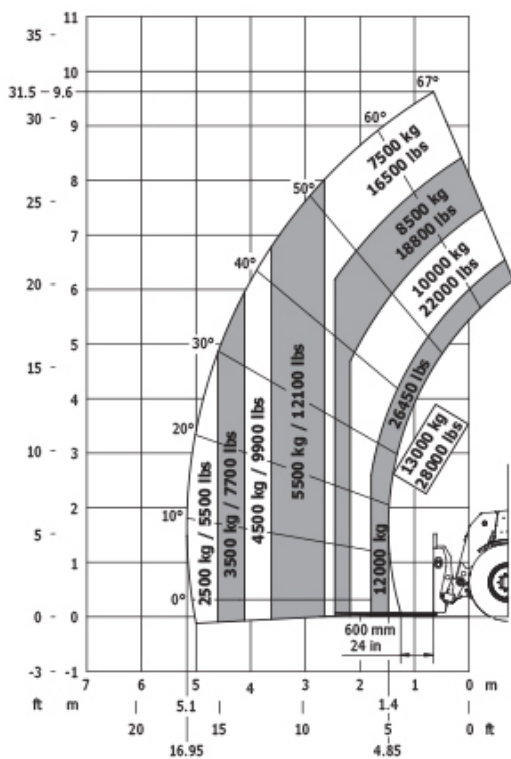 35 11
10
31.5 9.6 67°
30 9 60°
7500 kg
16500 lbs
25 8 50°
8500 kg
18800 lbs
7
10000 kg
22000 lbs
20 6 40°
5 30°
15 4
26450 lbs
12000 kg
13000 kg
28000 lbs
10 3 20°
5500 kg / 12100 lbs
4500 kg / 9900 lbs
3500 kg / 7700 lbs
2500 kg / 5500 lbs
5 2 10°
1
0 0 0°
600 mm
24 in
-3 -1
7 6 5 4 3 2 1 0 m
ft m 5.1 1.4
20 15 10 5 0 ft
16.95 4.85